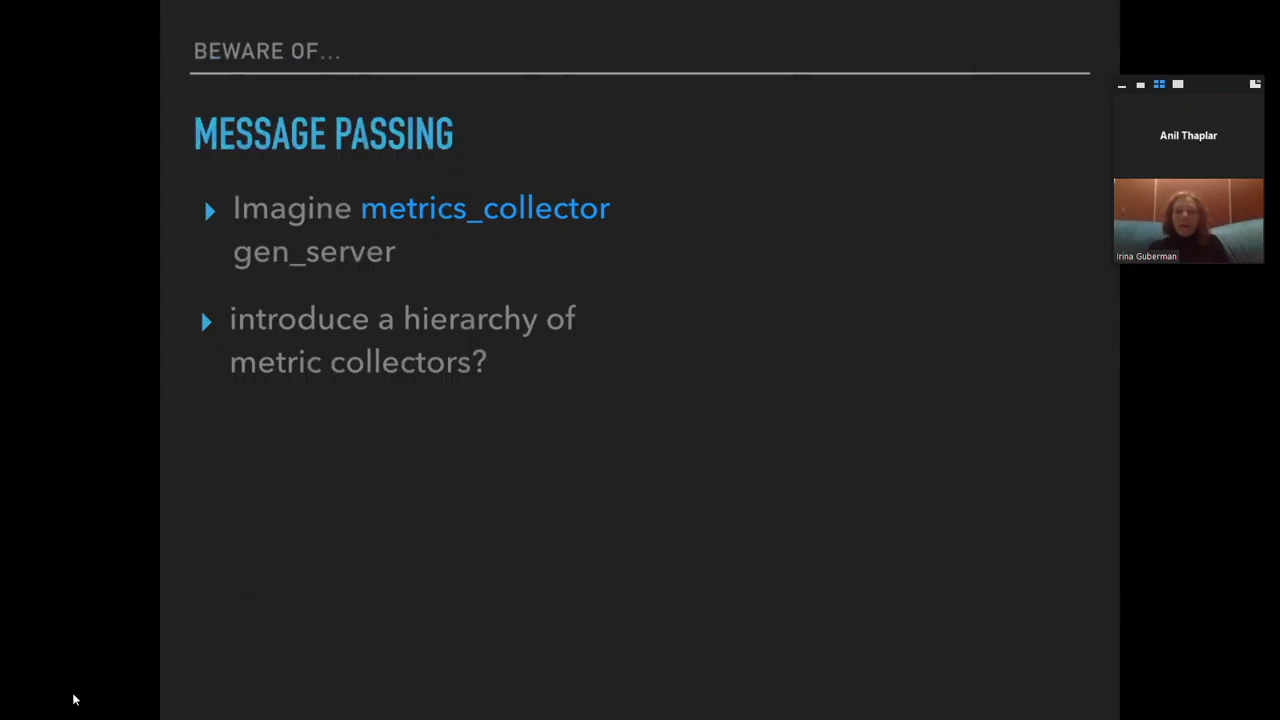 BEWARE OF...
MESSAGE PASSING
Imagine metrics_collector
gen_server
introduce a hierarchy of
metric collectors?
Anil Thaplar
Irina Guberman